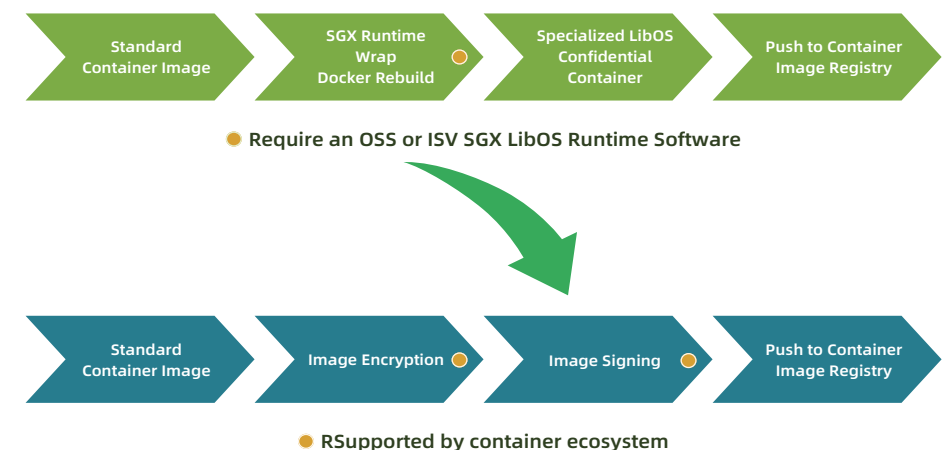 Standard
Container Image
SGX Runtime
Wrap
Docker Rebuild
Specialized LibOS
Confidential
Container
Push to Container
Image Registry
Require an OSS or ISV SGX LibOS Runtime Software
Standard
Container Image
Image Encryption
Image Signing
Push to Container
Image Registry
RSupported by container ecosystem